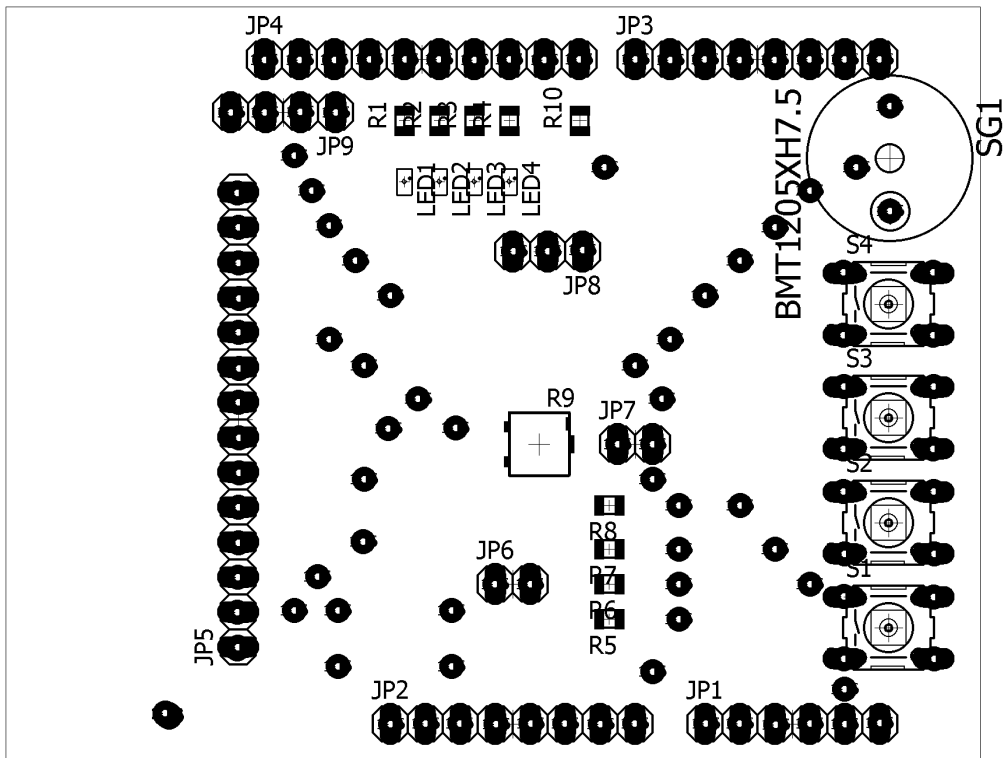 JP4
JP3
R1
R2
R3
R4
R10
BMT1205XH7.5
SG1
JP9
LED1
LED2
LED3
LED4
S4
JP8
S3
R9
JP7
S2
R8
JP6
R7
S1
R6
JP5
R5
JP2
JP1